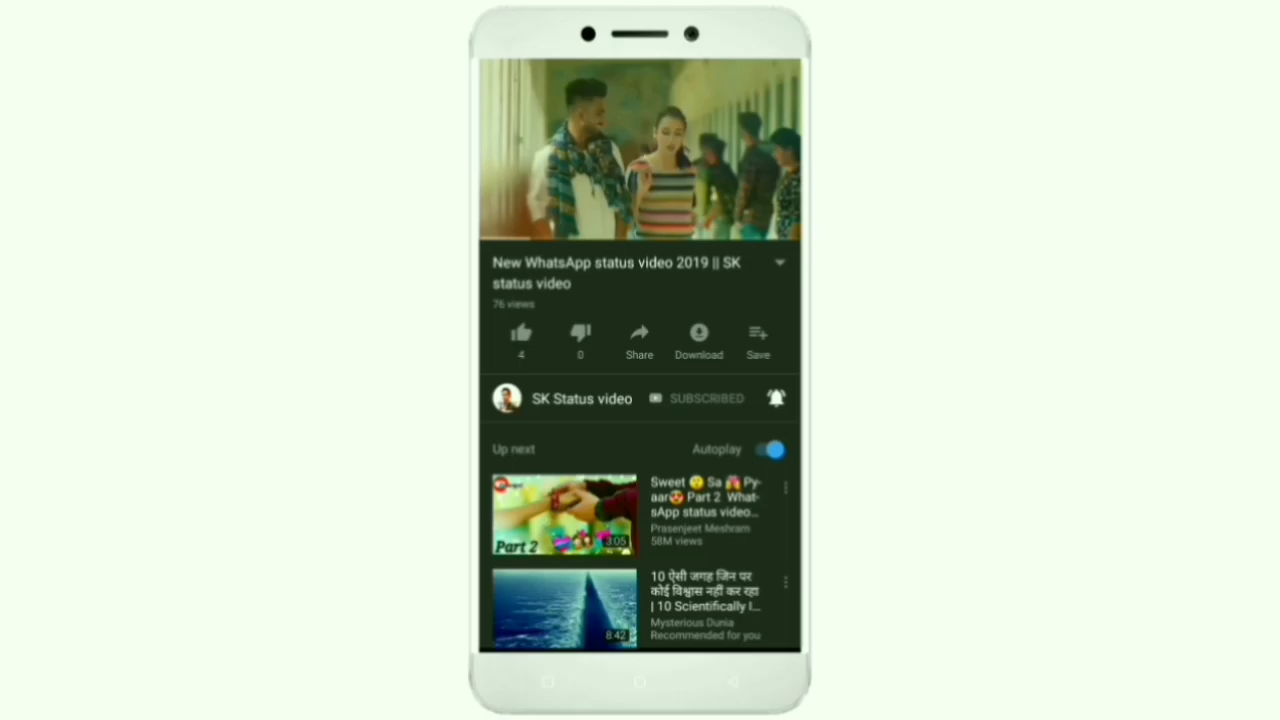 New WhatsApp status video 2019 || SK
status video
76 views
4
0
Share
Download
Save
SK Status video
SUBSCRIBED
Up next
Autoplay
Sweet 😚 Sa 💏 Py-
aar😍 Part 2 What-
sApp status video...
Prasenjeet Meshram
58M views
Part 2
3:05
10 ऐसी जगह जिन पर
कोई विश्वास नहीं कर रहा
| 10 Scientifically I...
Mysterious Dunia
Recommended for you
8:42